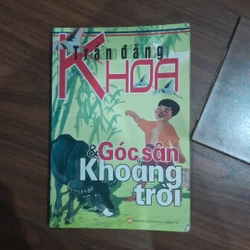 Trần đăng
KHOA
& Góc sân
Khoảng
trời